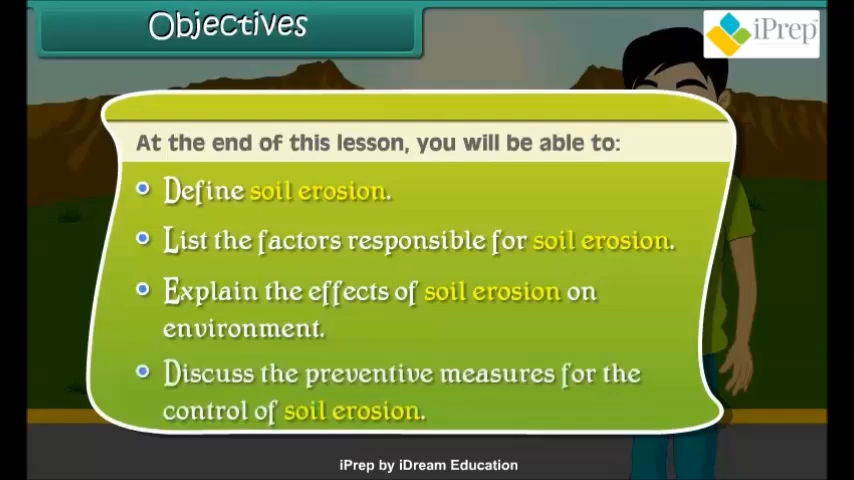 Objectives
iPrep
At the end of this lesson, you will be able to:
Define soil erosion.
List the factors responsible for soil erosion.
Explain the effects of soil erosion on
environment.
Discuss the preventive measures for the
control of soil erosion.
iPrep by iDream Education